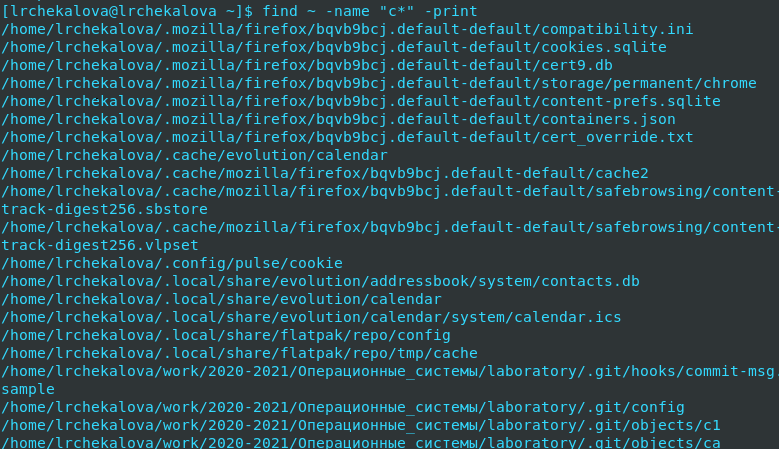 [lrchekalova@lrchekalova ~]$ find ~ -name "c*" -print
/home/lrchekalova/.mozilla/firefox/bqvb9bcj.default-default/compatibility.ini
/home/lrchekalova/.mozilla/firefox/bqvb9bcj.default-default/cookies.sqlite
/home/lrchekalova/.mozilla/firefox/bqvb9bcj.default-default/cert9.db
/home/lrchekalova/.mozilla/firefox/bqvb9bcj.default-default/storage/permanent/chrome
/home/lrchekalova/.mozilla/firefox/bqvb9bcj.default-default/content-prefs.sqlite
/home/lrchekalova/.mozilla/firefox/bqvb9bcj.default-default/containers.json
/home/lrchekalova/.mozilla/firefox/bqvb9bcj.default-default/cert_override.txt
/home/lrchekalova/.cache/evolution/calendar
/home/lrchekalova/.cache/mozilla/firefox/bqvb9bcj.default-default/cache2
/home/lrchekalova/.cache/mozilla/firefox/bqvb9bcj.default-default/safebrowsing/content-
track-digest256.sbstore
/home/lrchekalova/.cache/mozilla/firefox/bqvb9bcj.default-default/safebrowsing/content-
track-digest256.vlpset
/home/lrchekalova/.config/pulse/cookie
/home/lrchekalova/.local/share/evolution/addressbook/system/contacts.db
/home/lrchekalova/.local/share/evolution/calendar
/home/lrchekalova/.local/share/evolution/calendar/system/calendar.ics
/home/lrchekalova/.local/share/flatpak/repo/config
/home/lrchekalova/.local/share/flatpak/repo/tmp/cache
/home/lrchekalova/work/2020-2021/Операционные_системы/laboratory/.git/hooks/commit-msg.
sample
/home/lrchekalova/work/2020-2021/Операционные_системы/laboratory/.git/config
/home/lrchekalova/work/2020-2021/Операционные_системы/laboratory/.git/objects/c1
/home/lrchekalova/work/2020-2021/Операционные_системы/laboratory/.git/objects/ca